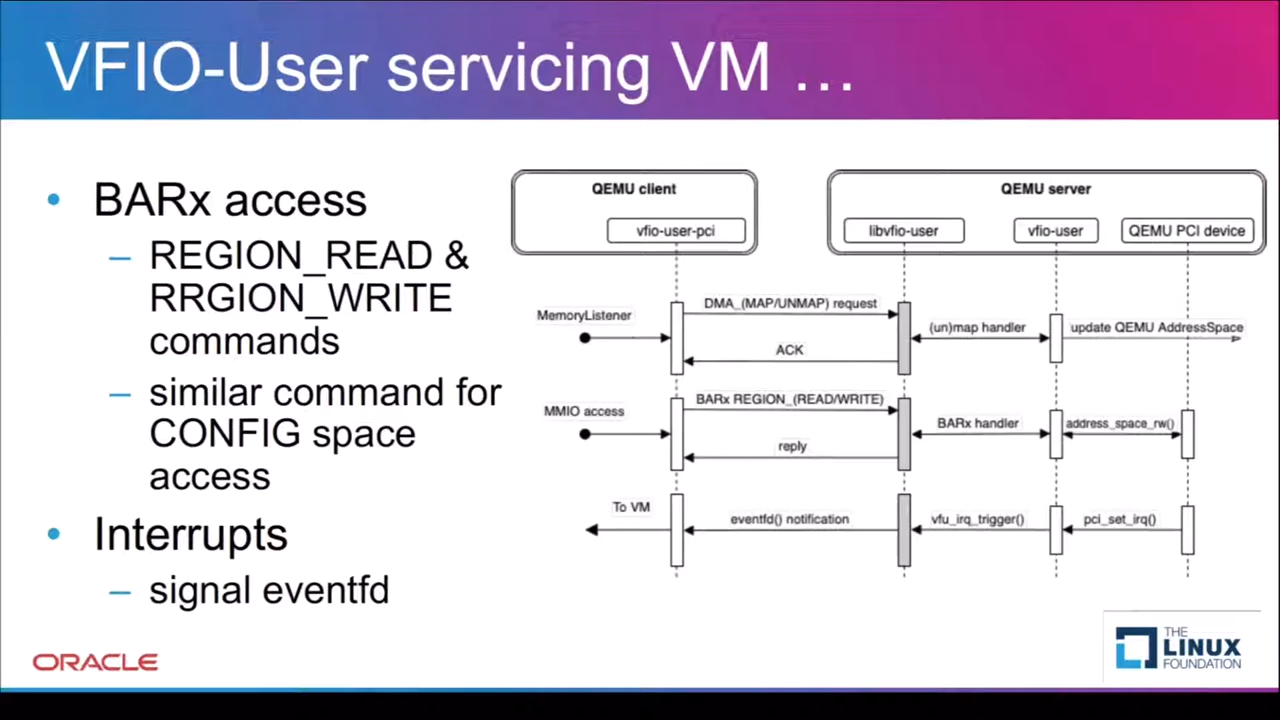 VFIO-User servicing VM …
• BARx access
– REGION_READ &
RRGION_WRITE
commands
– similar command for
CONFIG space
access
• Interrupts
– signal eventfd
QEMU client
vfio-user-pci
QEMU server
libvfio-user
vfio-user
QEMU PCI device
MemoryListener
DMA_(MAP/UNMAP) request
ACK
(un)map handler
update QEMU AddressSpace
MMIO access
BARx REGION_(READ/WRITE)
reply
BARx handler
address_space_rw()
To VM
eventfd() notification
vfu_irq_trigger()
pci_set_irq()
ORACLE
THE
LINUX
FOUNDATION